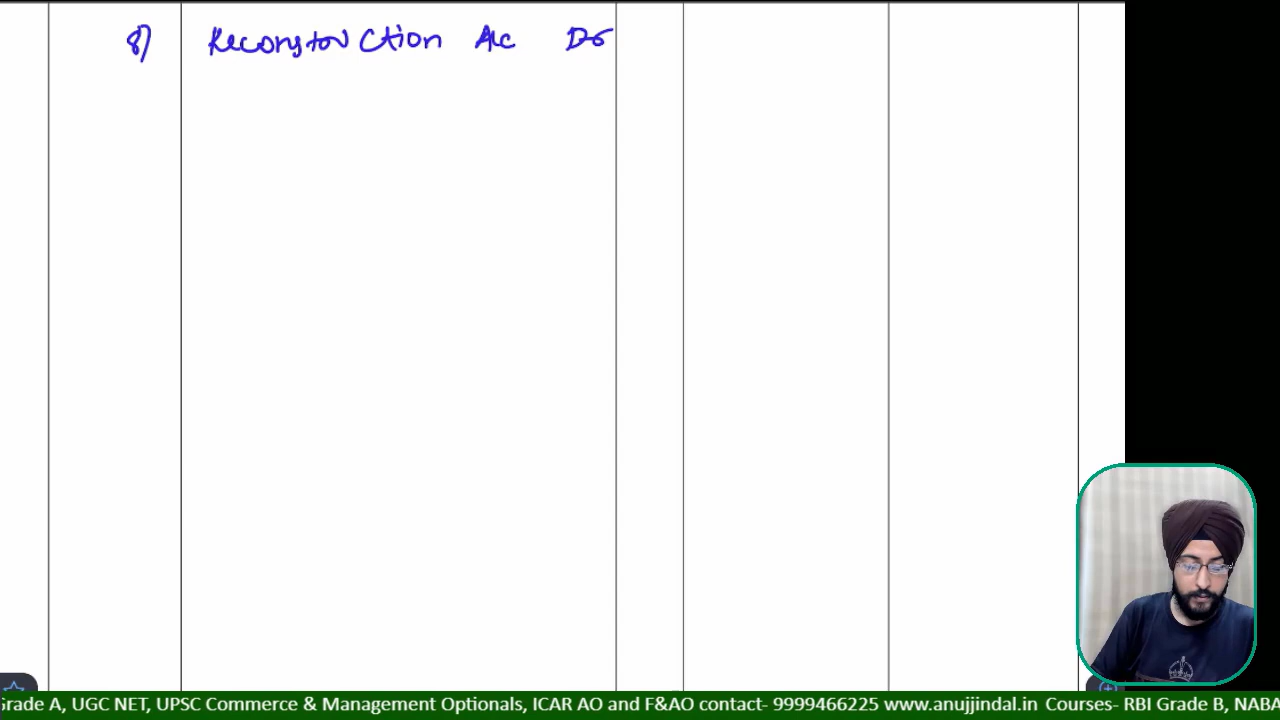 8) Reconstruction A/c Dr
Grade A, UGC NET, UPSC Commerce & Management Optionals, ICAR AO and F&AO contact- 9999466225 www.anujjindal.in Courses- RBI Grade B, NABA